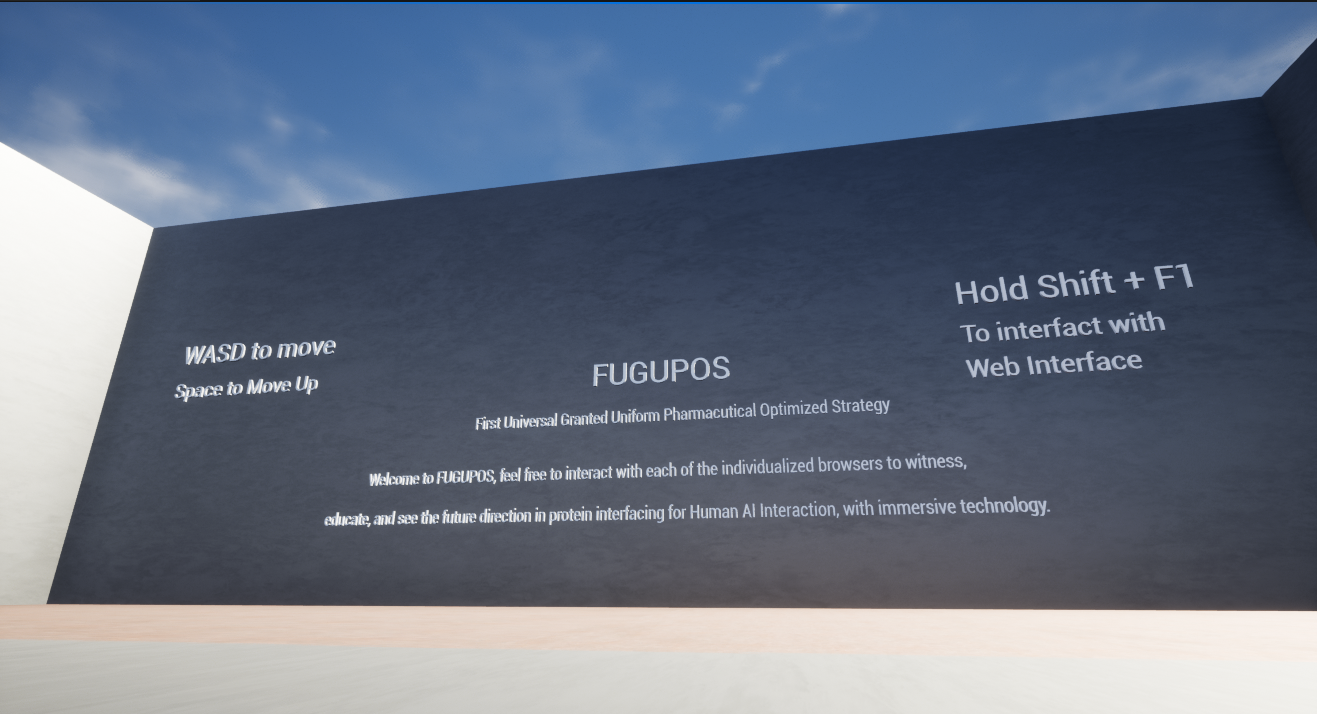 WASD to move
Space to Move Up
FUGUPOS
First Universal Granted Uniform Pharmacutical Optimized Strategy
Welcome to FUGUPOS, feel free to interact with each of the individualized browsers to witness,
educate, and see the future direction in protein interfacing for Human AI Interaction, with immersive technology.
Hold Shift + F1
To interfact with
Web Interface